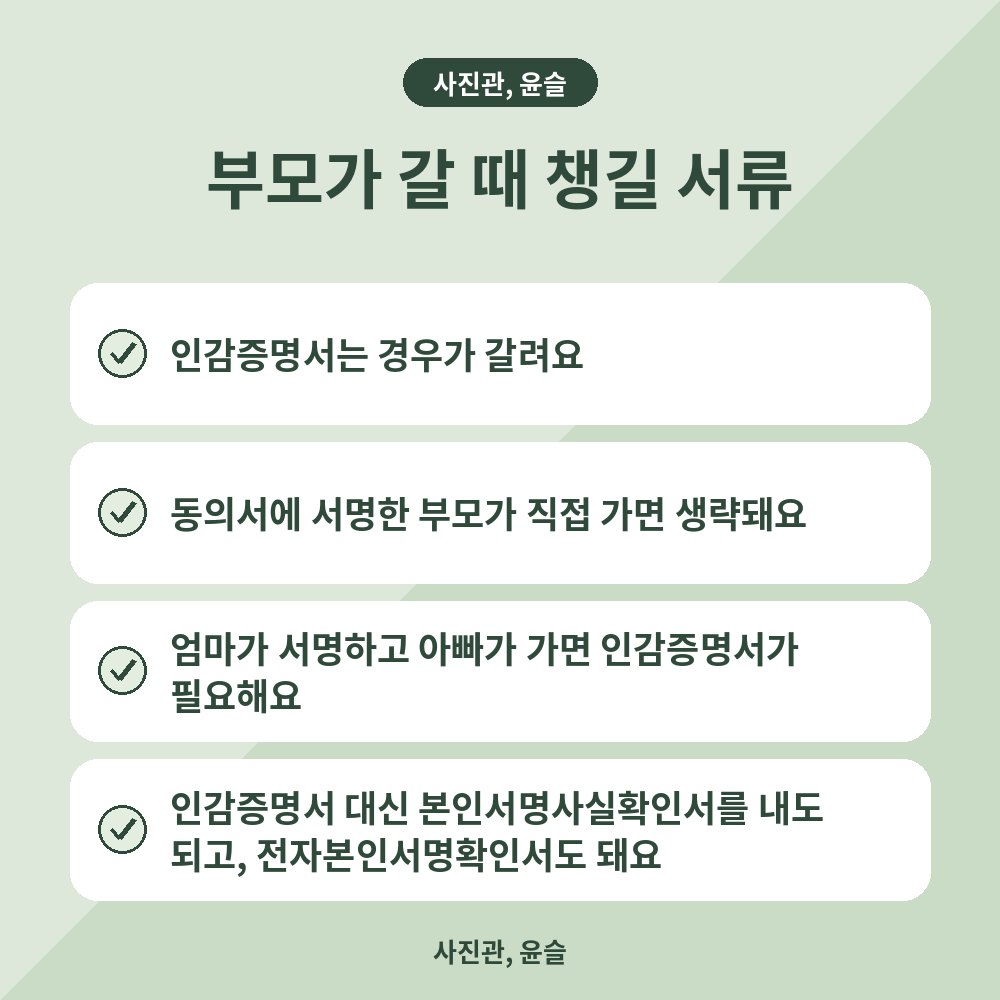 사진관, 윤슬
부모가 갈 때 챙길 서류
인감증명서는 경우가 갈려요
동의서에 서명한 부모가 직접 가면 생략돼요
엄마가 서명하고 아빠가 가면 인감증명서가
필요해요
인감증명서 대신 본인서명사실확인서를 내도
되고, 전자본인서명확인서도 돼요
사진관, 윤슬